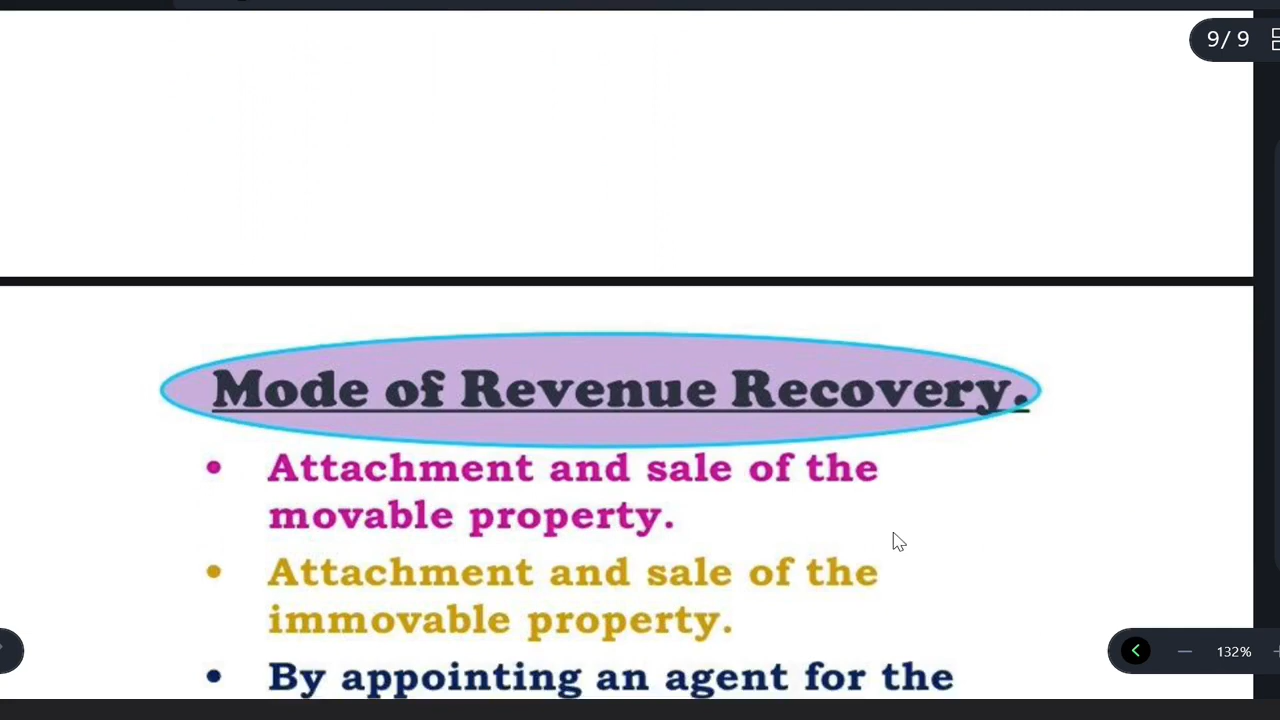 9/ 9
Mode of Revenue Recovery.
• Attachment and sale of the
movable property.
• Attachment and sale of the
immovable property.
• By appointing an agent for the
132%